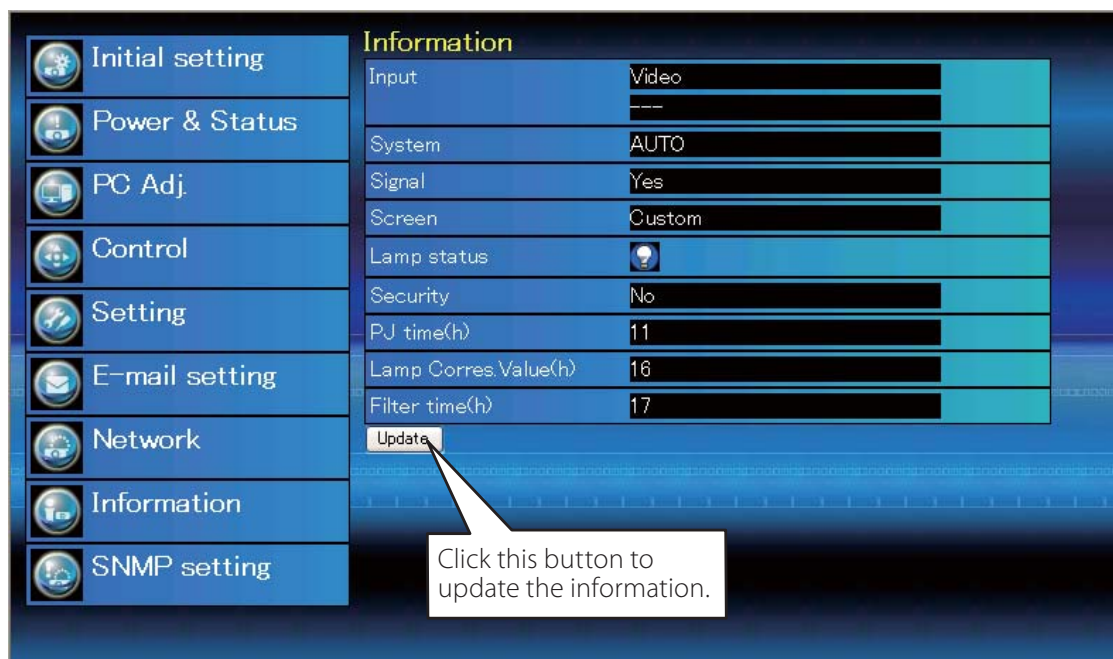 Initial setting
Power & Status
PC Adj.
Control
Setting
E-mail setting
Network
Information
SNMP setting
Information
Input Video
---
System AUTO
Signal Yes
Screen Custom
Lamp status
Security No
PJ time(h) 11
Lamp Corres.Value(h) 16
Filter time(h) 17
Update
Click this button to
update the information.